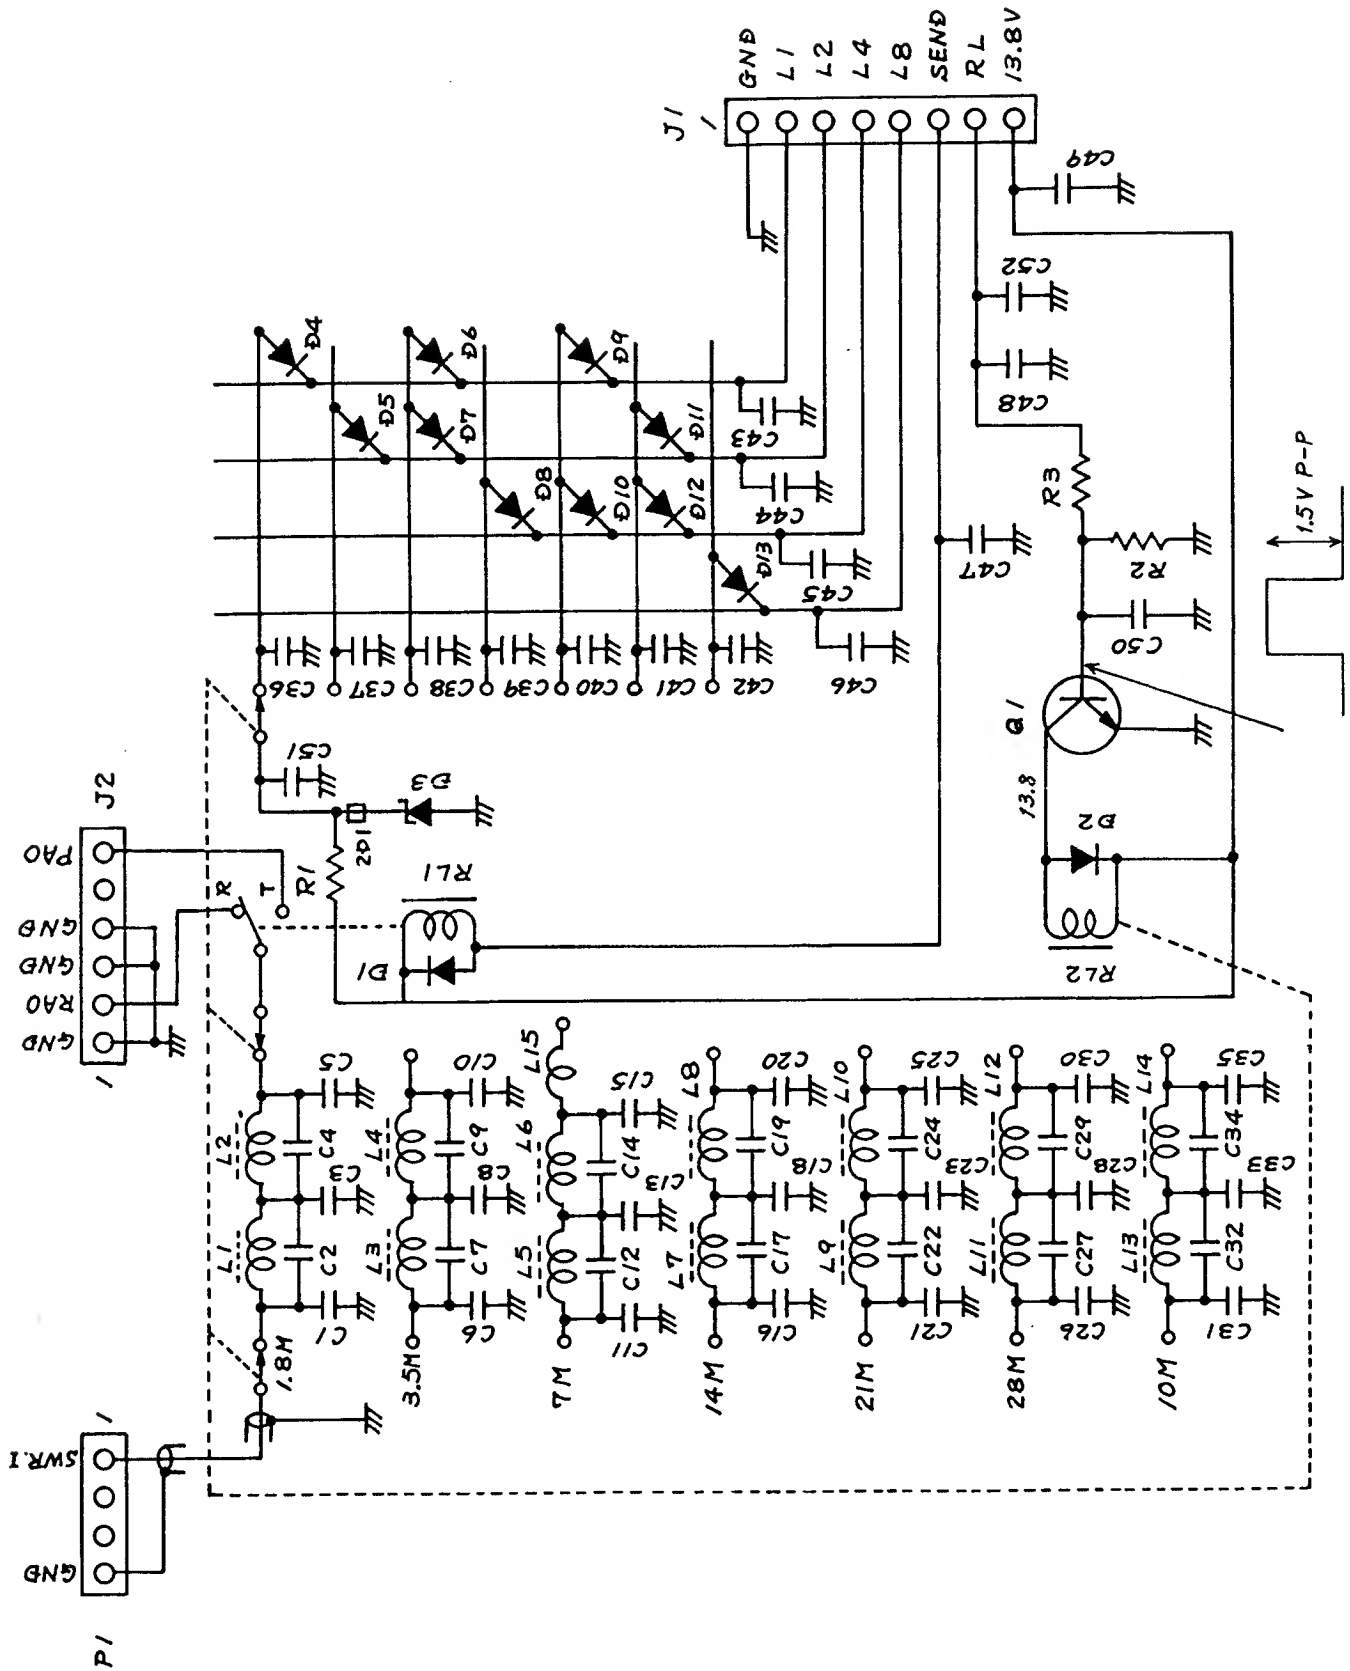 J1
1
GND
L1
L2
L4
L8
SEND
RL
13.8V
C49
C52
C48
R3
R2
C50
C47
1.5V P-P
Q1
13.8
D2
RL2
D4
D6
D9
D5
D7
D11
D8
D10
D12
D13
C43
C44
C45
C46
C36
C37
C38
C39
C40
C41
C42
C51
D3
201
R1
RL1
D1
J2
PAO
GND
GND
RAO
GND
1
R
T
L1
L2
C1
C2
C3
C4
C5
1.8M
L3
L4
C6
C7
C8
C9
C10
3.5M
L5
L6
L15
C11
C12
C13
C14
C15
7M
L7
L8
C16
C17
C18
C19
C20
14M
L9
L10
C21
C22
C23
C24
C25
21M
L11
L12
C26
C27
C28
C29
C30
28M
L13
L14
C31
C32
C33
C34
C35
10M
P1
1
SWR.I
GND